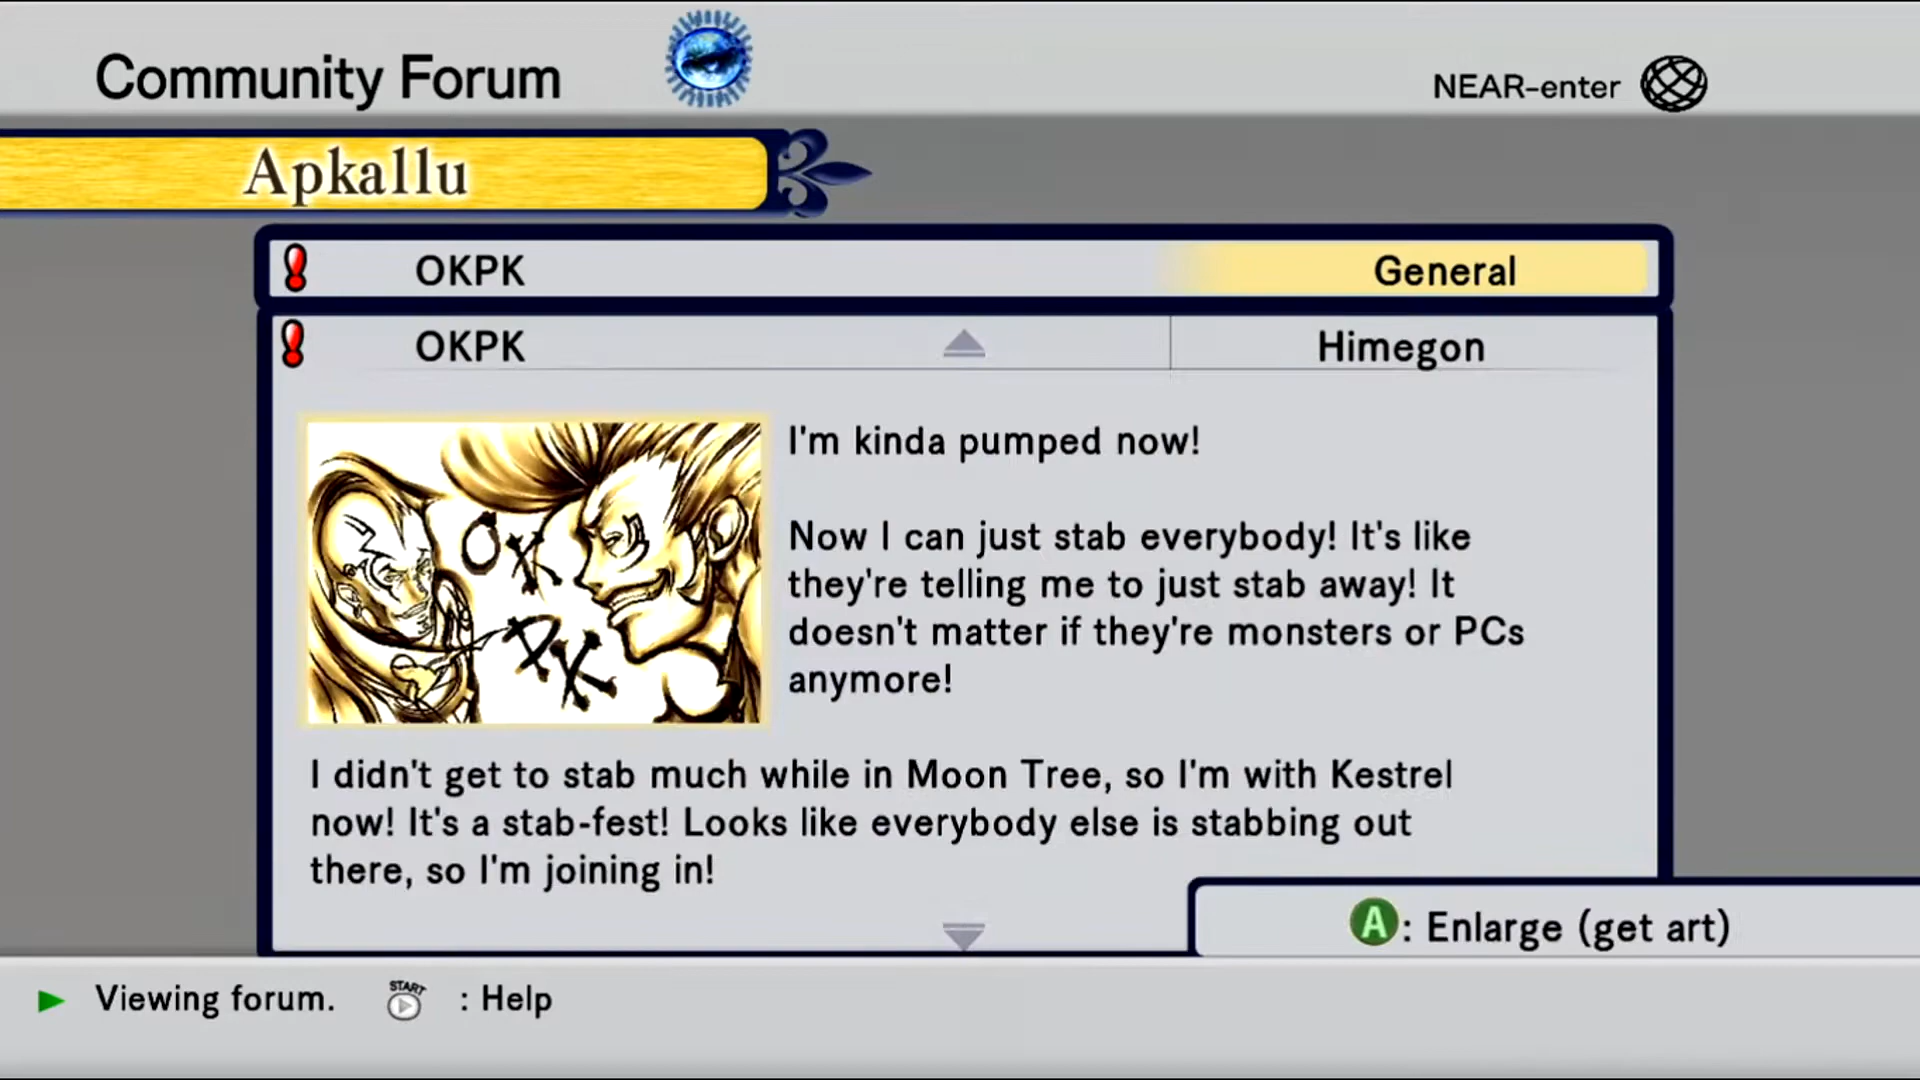 Community Forum
NEAR-enter
Apkallu
OKPK
General
OKPK
Himegon
OK
PK
I'm kinda pumped now!
Now I can just stab everybody! It's like
they're telling me to just stab away! It
doesn't matter if they're monsters or PCs
anymore!
I didn't get to stab much while in Moon Tree, so I'm with Kestrel
now! It's a stab-fest! Looks like everybody else is stabbing out
there, so I'm joining in!
A: Enlarge (get art)
Viewing forum.
START
: Help